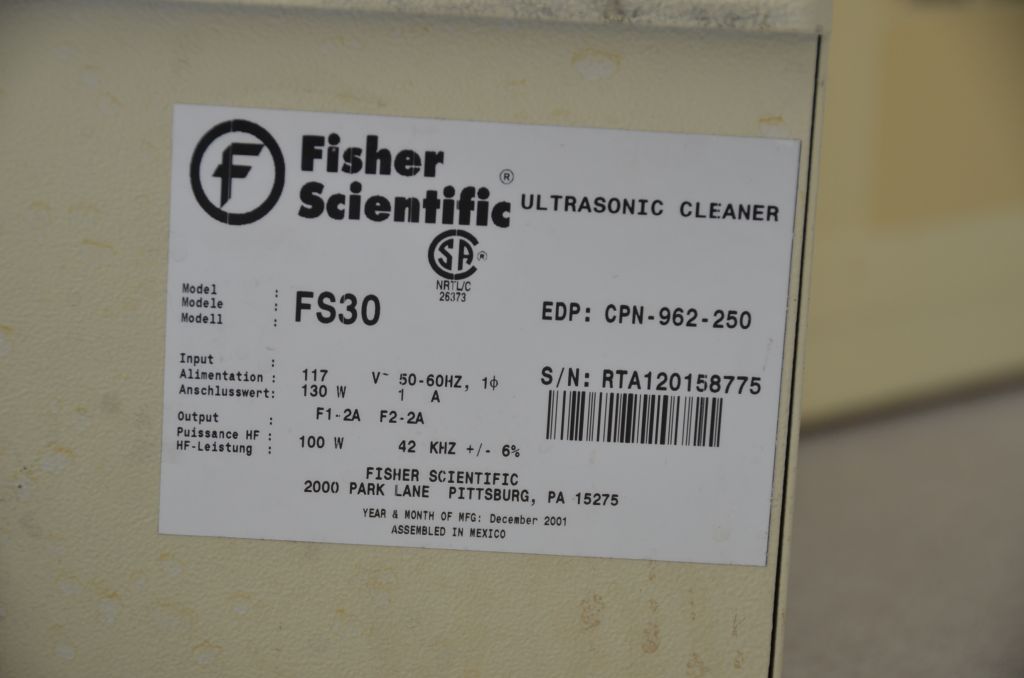 F
Fisher
Scientific®
ULTRASONIC CLEANER
SA®
NRTL/C
26373
Model :
Modele :
Modell :
FS30
EDP: CPN-962-250
Input :
Alimentation : 117 V~ 50-60HZ, 1ϕ
Anschlusswert: 130 W 1 A
S/N: RTA120158775
Output : F1-2A F2-2A
Puissance HF :
HF-Leistung : 100 W 42 KHZ +/- 6%
FISHER SCIENTIFIC
2000 PARK LANE PITTSBURG, PA 15275
YEAR & MONTH OF MFG: December 2001
ASSEMBLED IN MEXICO